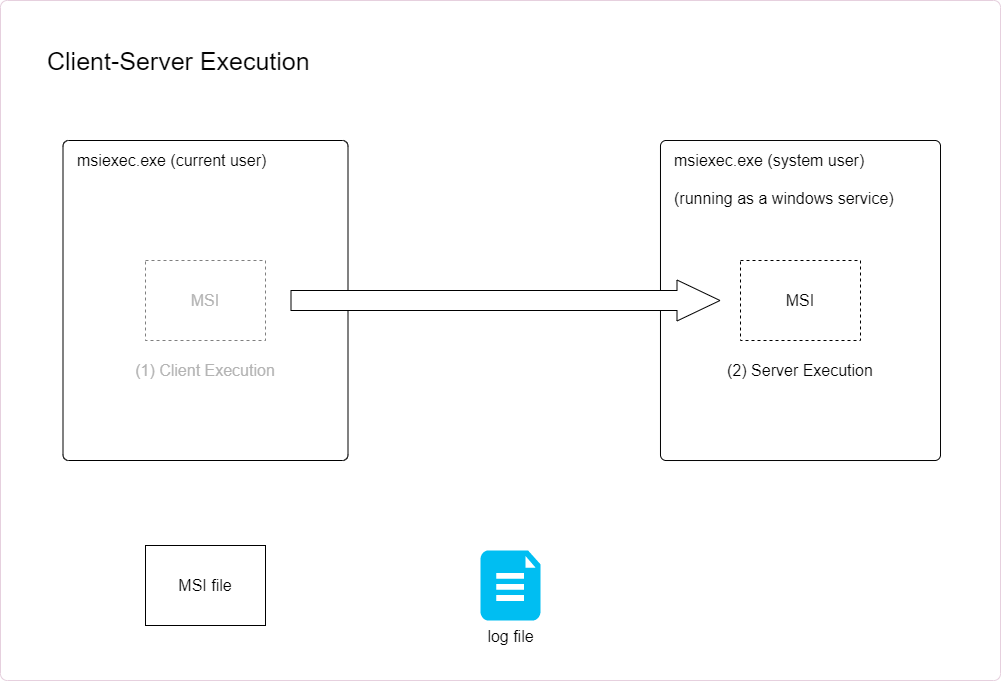 Client-Server Execution
msiexec.exe (current user)
MSI
(1) Client Execution
msiexec.exe (system user)
(running as a windows service)
MSI
(2) Server Execution
MSI file
log file